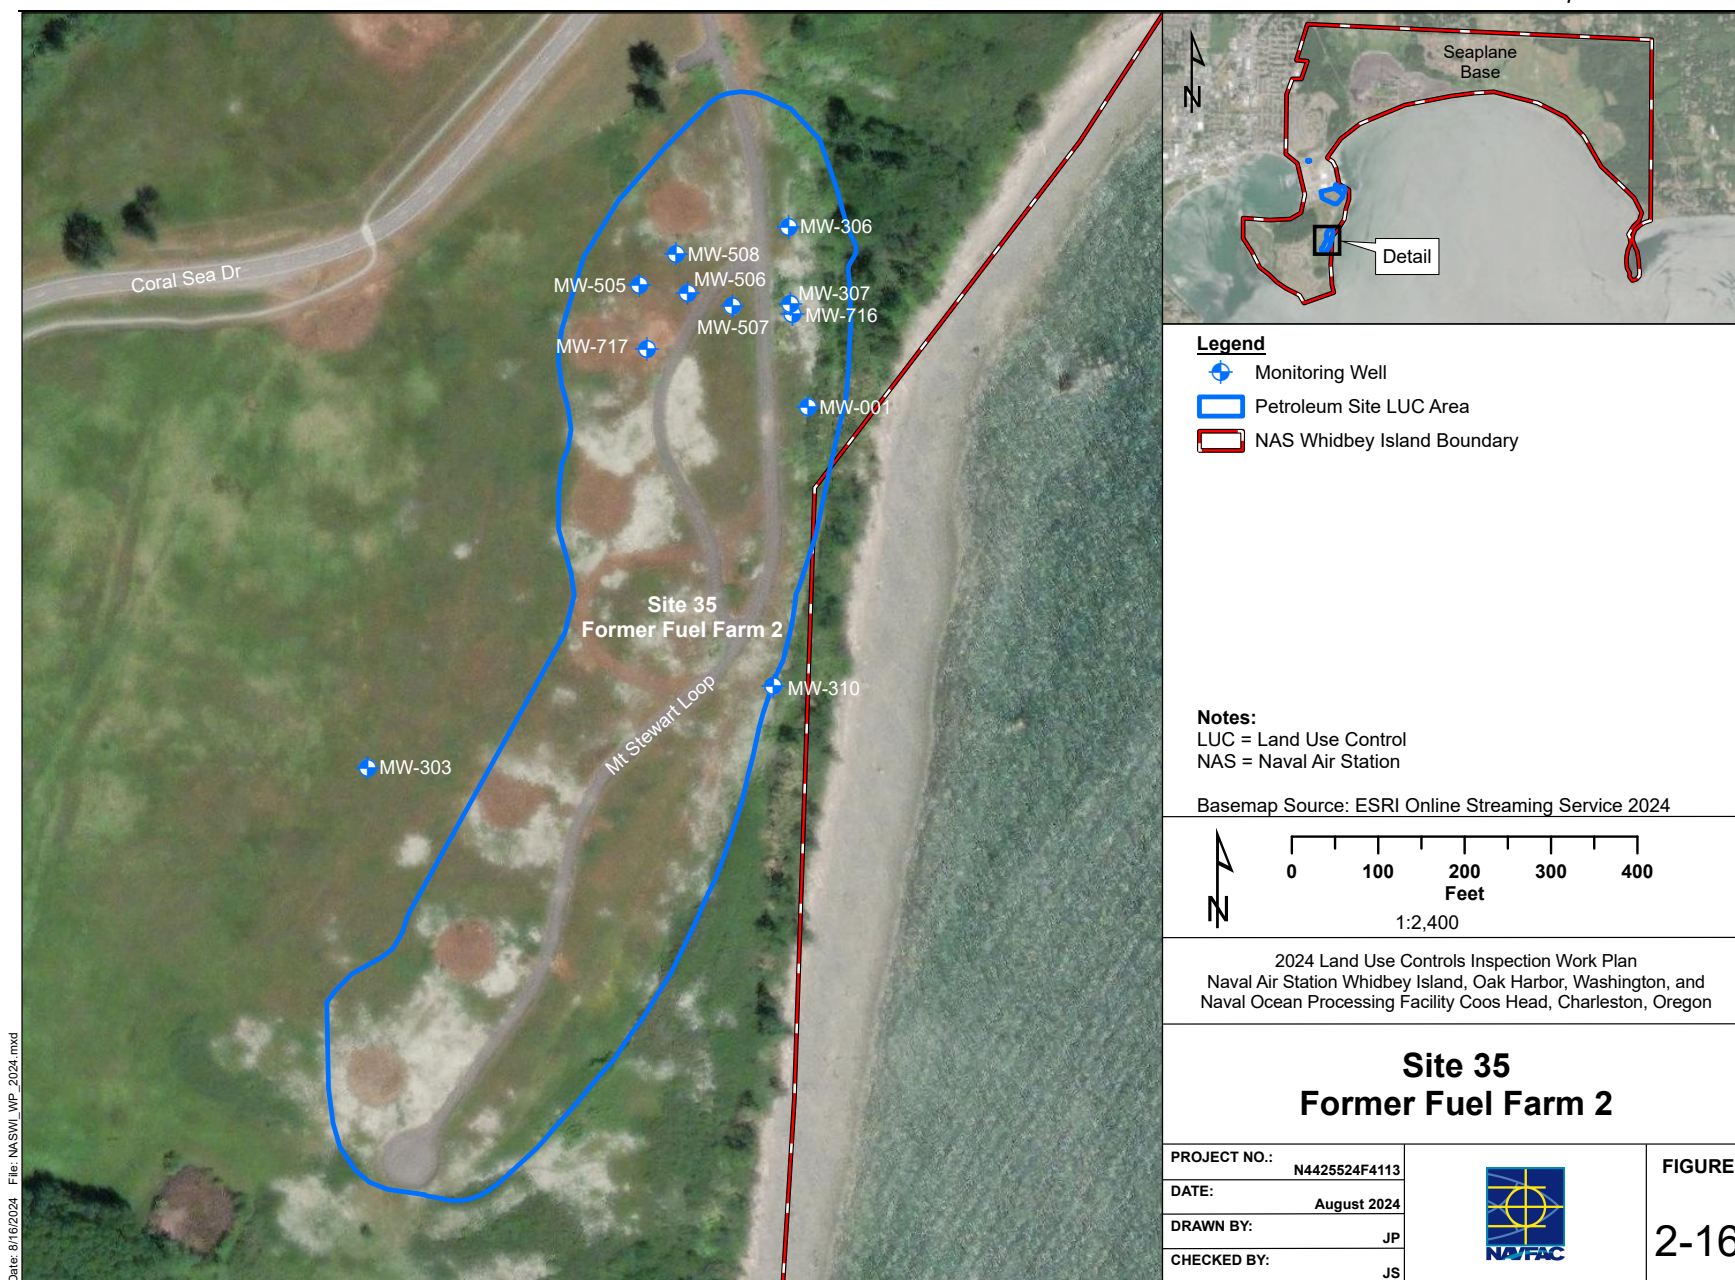 Seaplane
Base
N
Detail
MW-306
MW-508
MW-505
MW-506
MW-307
MW-716
MW-507
MW-717
MW-001
Coral Sea Dr
Site 35
Former Fuel Farm 2
MW-310
Mt Stewart Loop
MW-303
Legend
Monitoring Well
Petroleum Site LUC Area
NAS Whidbey Island Boundary
Notes:
LUC = Land Use Control
NAS = Naval Air Station
Basemap Source: ESRI Online Streaming Service 2024
N
0 100 200 300 400
Feet
1:2,400
2024 Land Use Controls Inspection Work Plan
Naval Air Station Whidbey Island, Oak Harbor, Washington, and
Naval Ocean Processing Facility Coos Head, Charleston, Oregon
Site 35
Former Fuel Farm 2
PROJECT NO.:
N4425524F4113
DATE:
August 2024
DRAWN BY:
JP
CHECKED BY:
JS
NAVFAC
FIGURE
2-16
Date: 8/16/2024 File: NASWI_WP_2024.mxd